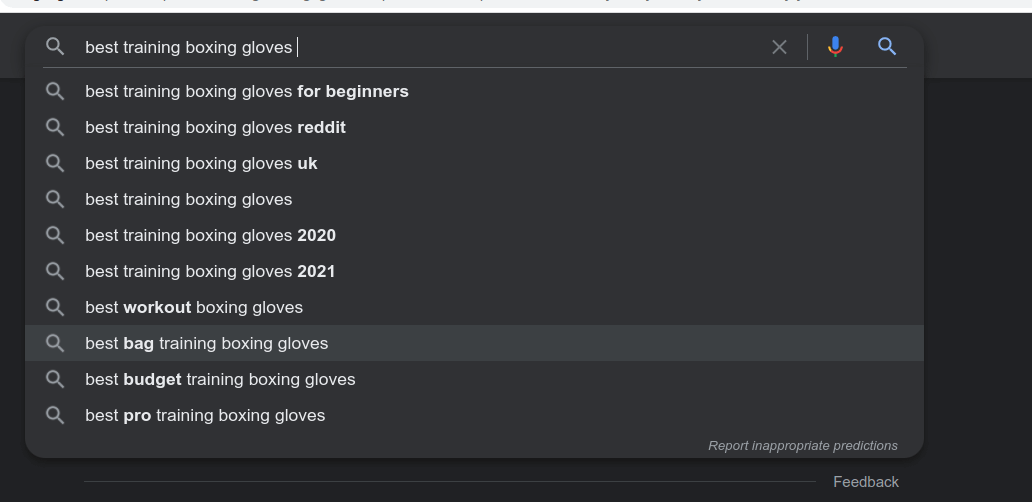 best training boxing gloves
best training boxing gloves for beginners
best training boxing gloves reddit
best training boxing gloves uk
best training boxing gloves
best training boxing gloves 2020
best training boxing gloves 2021
best workout boxing gloves
best bag training boxing gloves
best budget training boxing gloves
best pro training boxing gloves
Report inappropriate predictions
Feedback